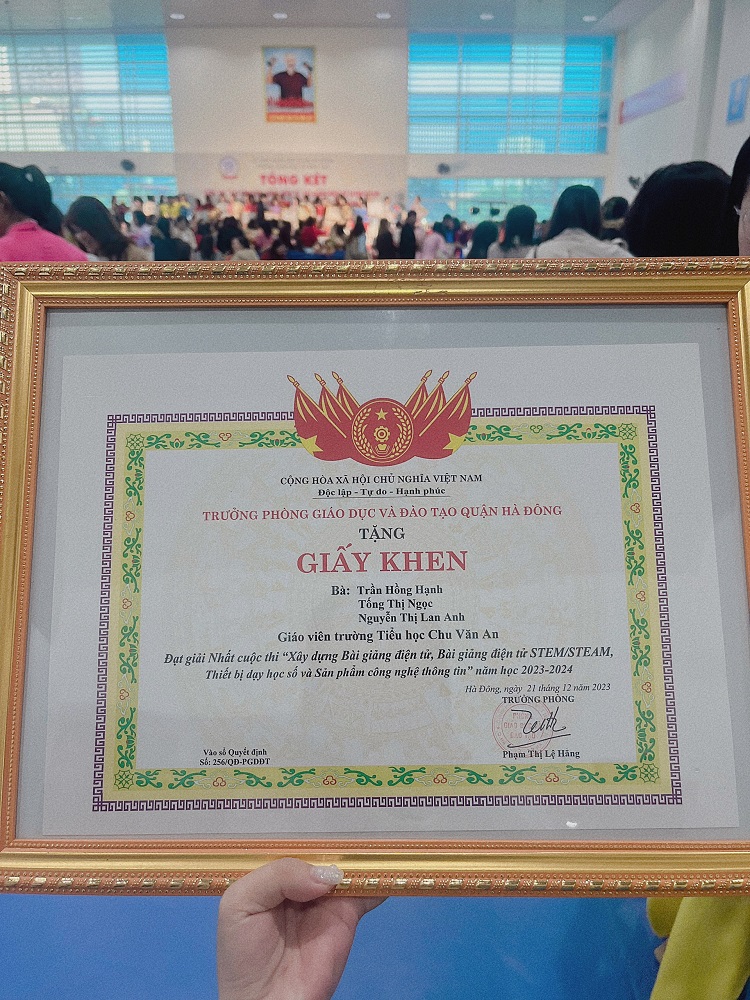 TỔNG KẾT
CỘNG HÒA XÃ HỘI CHỦ NGHĨA VIỆT NAM
Độc lập - Tự do - Hạnh phúc
TRƯỞNG PHÒNG GIÁO DỤC VÀ ĐÀO TẠO QUẬN HÀ ĐÔNG
TẶNG
GIẤY KHEN
Bà: Trần Hồng Hạnh
Tống Thị Ngọc
Nguyễn Thị Lan Anh
Giáo viên trường Tiểu học Chu Văn An
Đạt giải Nhất cuộc thi “Xây dựng Bài giảng điện tử, Bài giảng điện tử STEM/STEAM,
Thiết bị dạy học số và Sản phẩm công nghệ thông tin” năm học 2023-2024
Hà Đông, ngày 21 tháng 12 năm 2023
TRƯỞNG PHÒNG
Phạm Thị Lệ Hằng
Vào sổ Quyết định
Số: 256/QĐ-PGDĐT